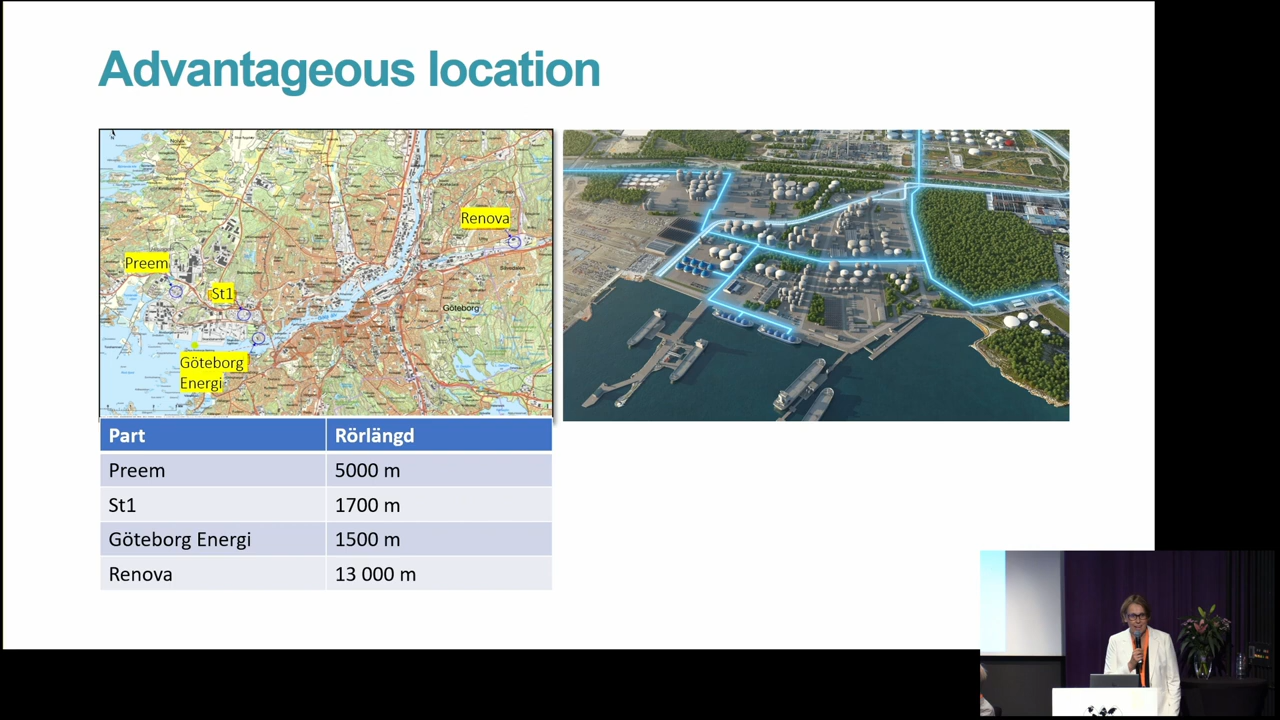 Advantageous location
Renova
Preem
St1
Göteborg
Göteborg
Energi
Part Rörlängd
Preem 5000 m
St1 1700 m
Göteborg Energi 1500 m
Renova 13 000 m